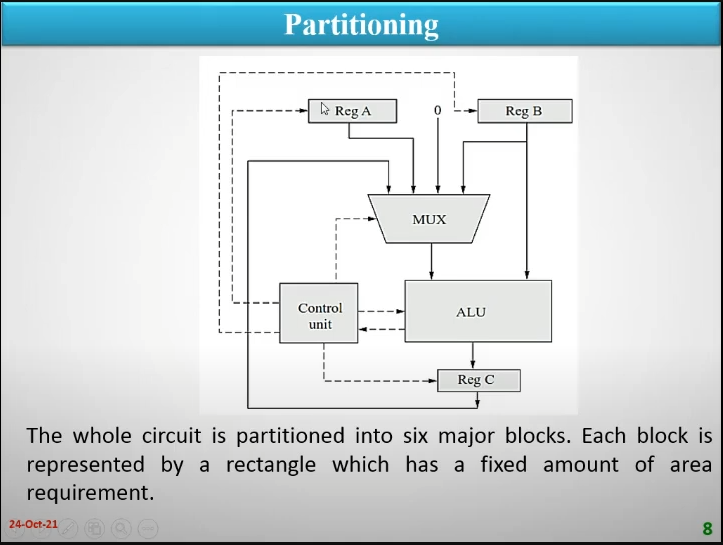 Partitioning
Reg A
0
Reg B
MUX
Control
unit
ALU
Reg C
The whole circuit is partitioned into six major blocks. Each block is
represented by a rectangle which has a fixed amount of area
requirement.
24-Oct-21
8